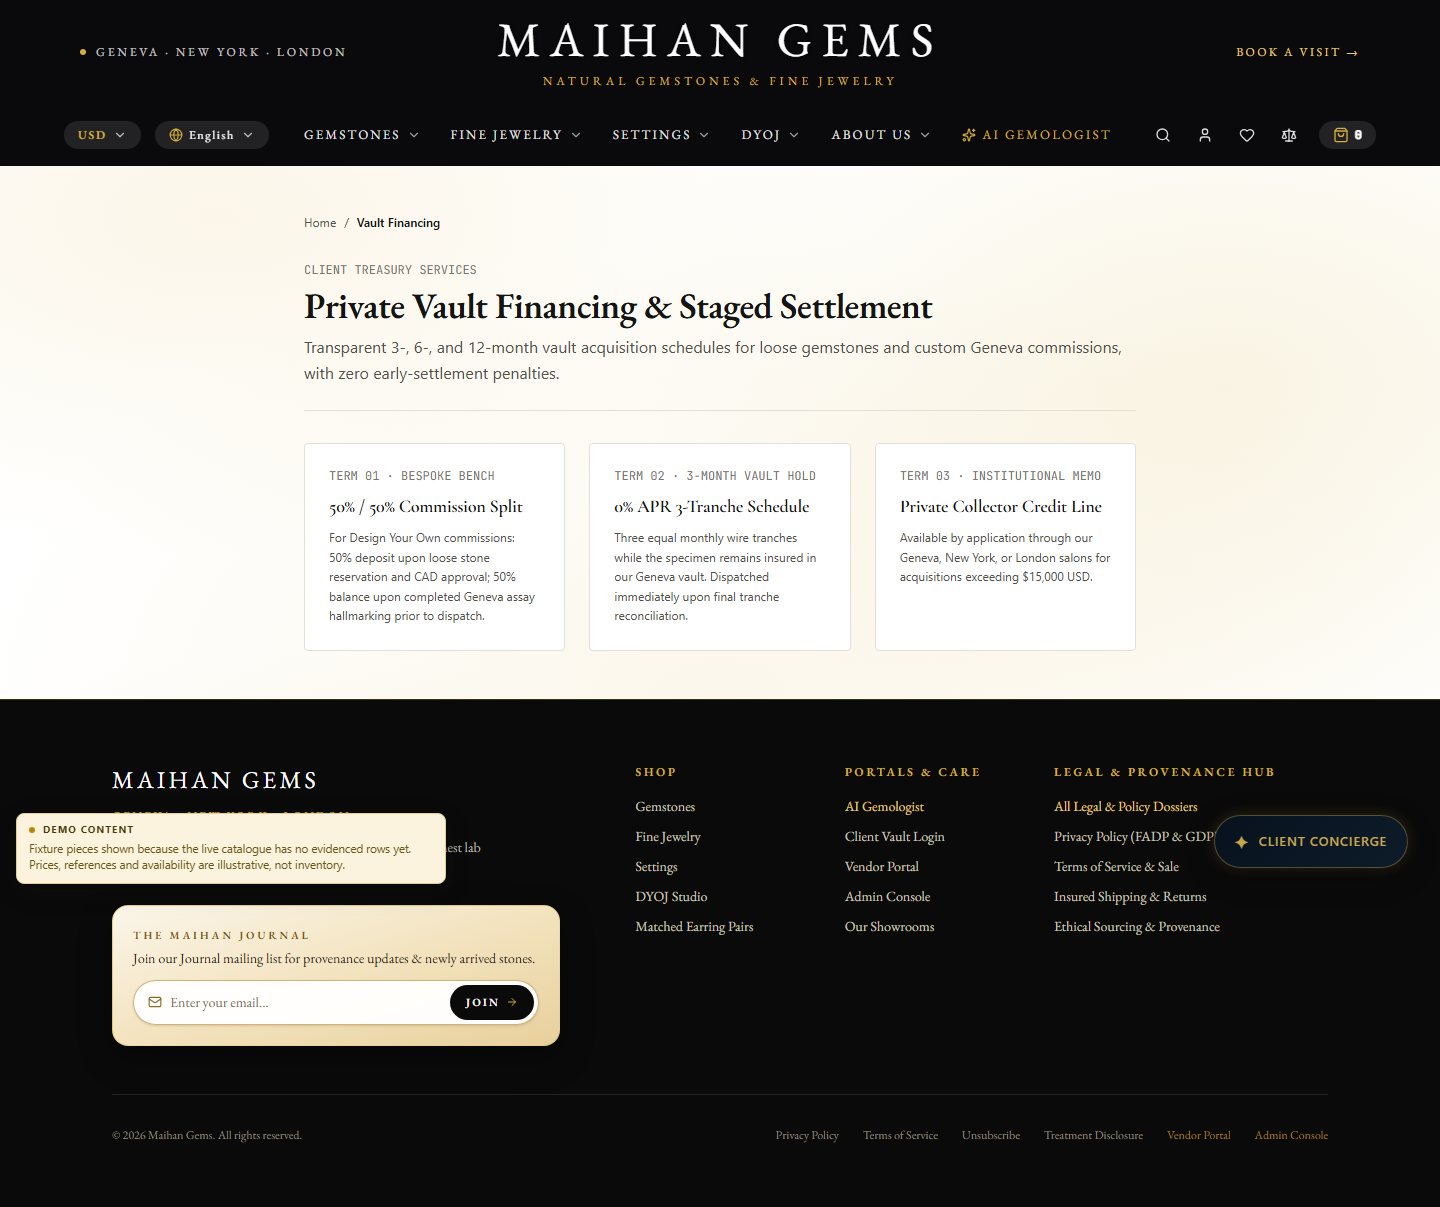 GENEVA · NEW YORK · LONDON
MAIHAN GEMS
NATURAL GEMSTONES & FINE JEWELRY
BOOK A VISIT →
USD
English
GEMSTONES
FINE JEWELRY
SETTINGS
DYOJ
ABOUT US
AI GEMOLOGIST
0
Home / Vault Financing
CLIENT TREASURY SERVICES
Private Vault Financing & Staged Settlement
Transparent 3-, 6-, and 12-month vault acquisition schedules for loose gemstones and custom Geneva commissions,
with zero early-settlement penalties.
TERM 01 · BESPOKE BENCH
50% / 50% Commission Split
For Design Your Own commissions:
50% deposit upon loose stone
reservation and CAD approval; 50%
balance upon completed Geneva assay
hallmarking prior to dispatch.
TERM 02 · 3-MONTH VAULT HOLD
0% APR 3-Tranche Schedule
Three equal monthly wire tranches
while the specimen remains insured in
our Geneva vault. Dispatched
immediately upon final tranche
reconciliation.
TERM 03 · INSTITUTIONAL MEMO
Private Collector Credit Line
Available by application through our
Geneva, New York, or London salons for
acquisitions exceeding $15,000 USD.
MAIHAN GEMS
DEMO CONTENT
Fixture pieces shown because the live catalogue has no evidenced rows yet.
Prices, references and availability are illustrative, not inventory.
lab
THE MAIHAN JOURNAL
Join our Journal mailing list for provenance updates & newly arrived stones.
Enter your email...
JOIN →
SHOP
Gemstones
Fine Jewelry
Settings
DYOJ Studio
Matched Earring Pairs
PORTALS & CARE
AI Gemologist
Client Vault Login
Vendor Portal
Admin Console
Our Showrooms
LEGAL & PROVENANCE HUB
All Legal & Policy Dossiers
Privacy Policy (FADP &
Terms of Service & Sale
Insured Shipping & Returns
Ethical Sourcing & Provenance
CLIENT CONCIERGE
© 2026 Maihan Gems. All rights reserved.
Privacy Policy
Terms of Service
Unsubscribe
Treatment Disclosure
Vendor Portal
Admin Console